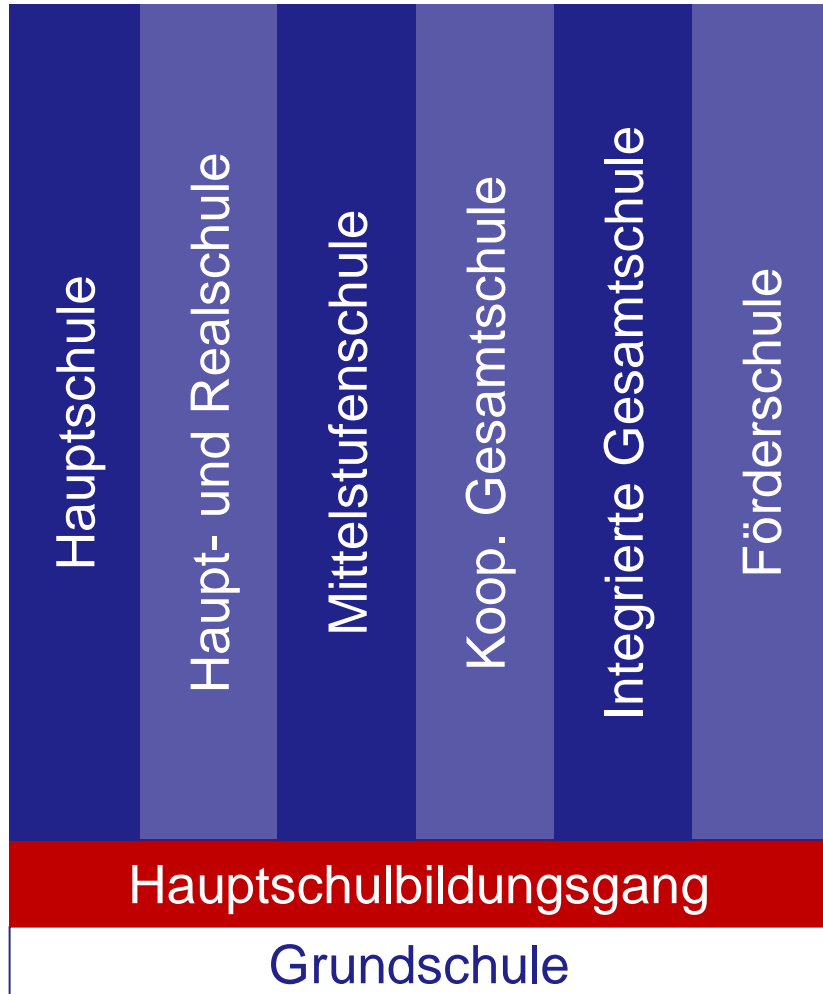 Hauptschule
Haupt- und Realschule
Mittelstufenschule
Koop. Gesamtschule
Integrierte Gesamtschule
Förderschule
Hauptschulbildungsgang
Grundschule